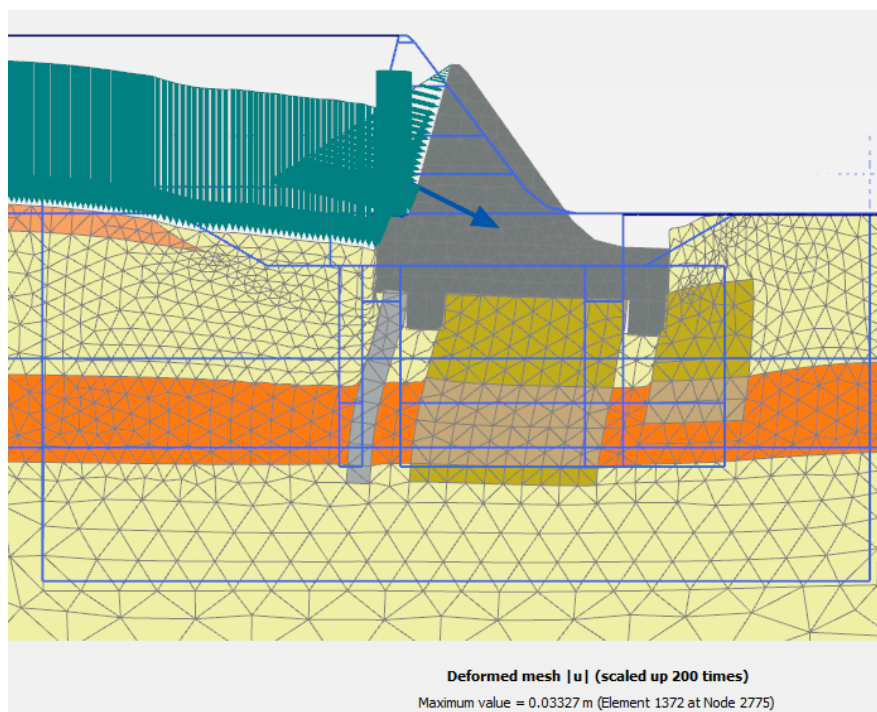 Deformed mesh |u| (scaled up 200 times)
Maximum value = 0.03327 m (Element 1372 at Node 2775)